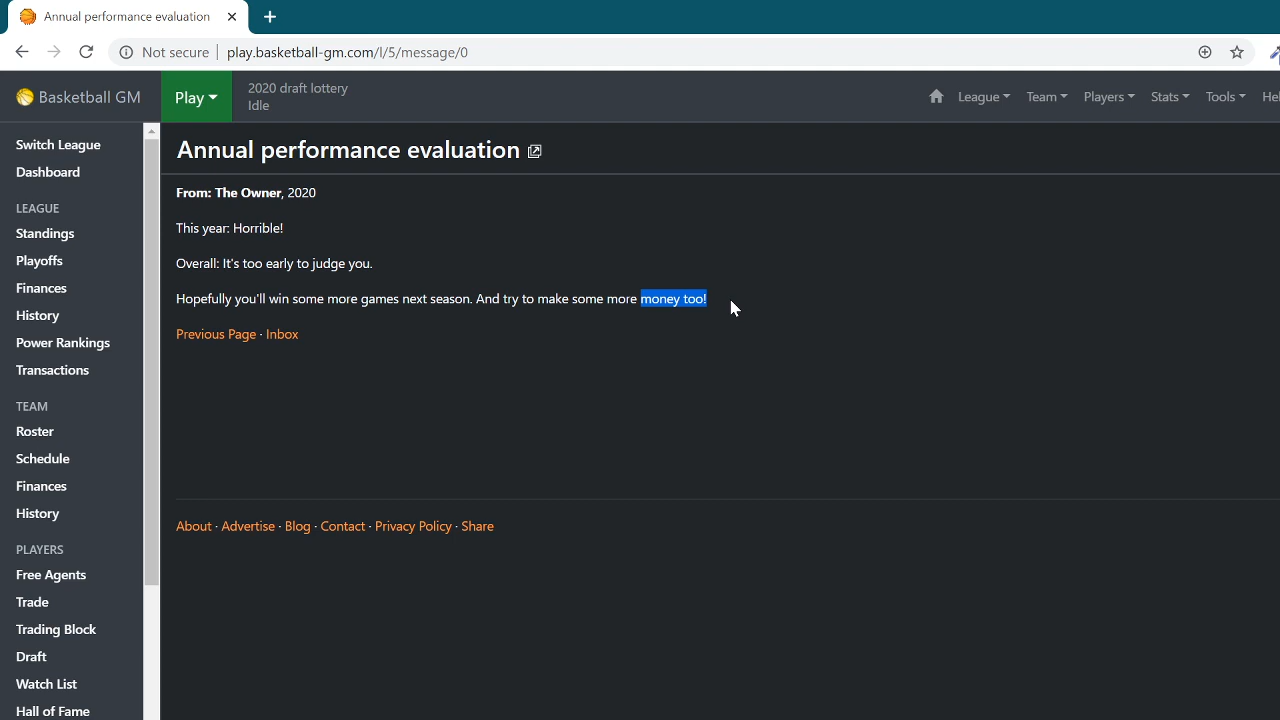 Annual performance evaluation
Not secure
play.basketball-gm.com/l/5/message/0
Basketball GM
Play
2020 draft lottery
Idle
League
Team
Players
Stats
Tools
Switch League
Dashboard
LEAGUE
Standings
Playoffs
Finances
History
Power Rankings
Transactions
TEAM
Roster
Schedule
Finances
History
PLAYERS
Free Agents
Trade
Trading Block
Draft
Watch List
Hall of Fame
Annual performance evaluation
From: The Owner, 2020
This year: Horrible!
Overall: It's too early to judge you.
Hopefully you'll win some more games next season. And try to make some more money too!
Previous Page · Inbox
About · Advertise · Blog · Contact · Privacy Policy · Share